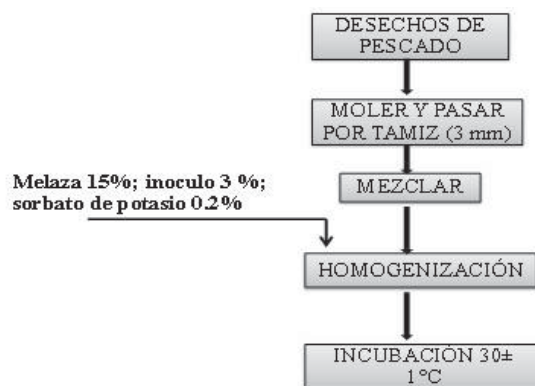 DESECHOS DE
PESCADO
MOLER Y PASAR
POR TAMIZ (3 mm)
Melaza 15%; inoculo 3 %;
sorbato de potasio 0.2%
MEZCLAR
HOMOGENIZACIÓN
INCUBACIÓN 30±
1°C